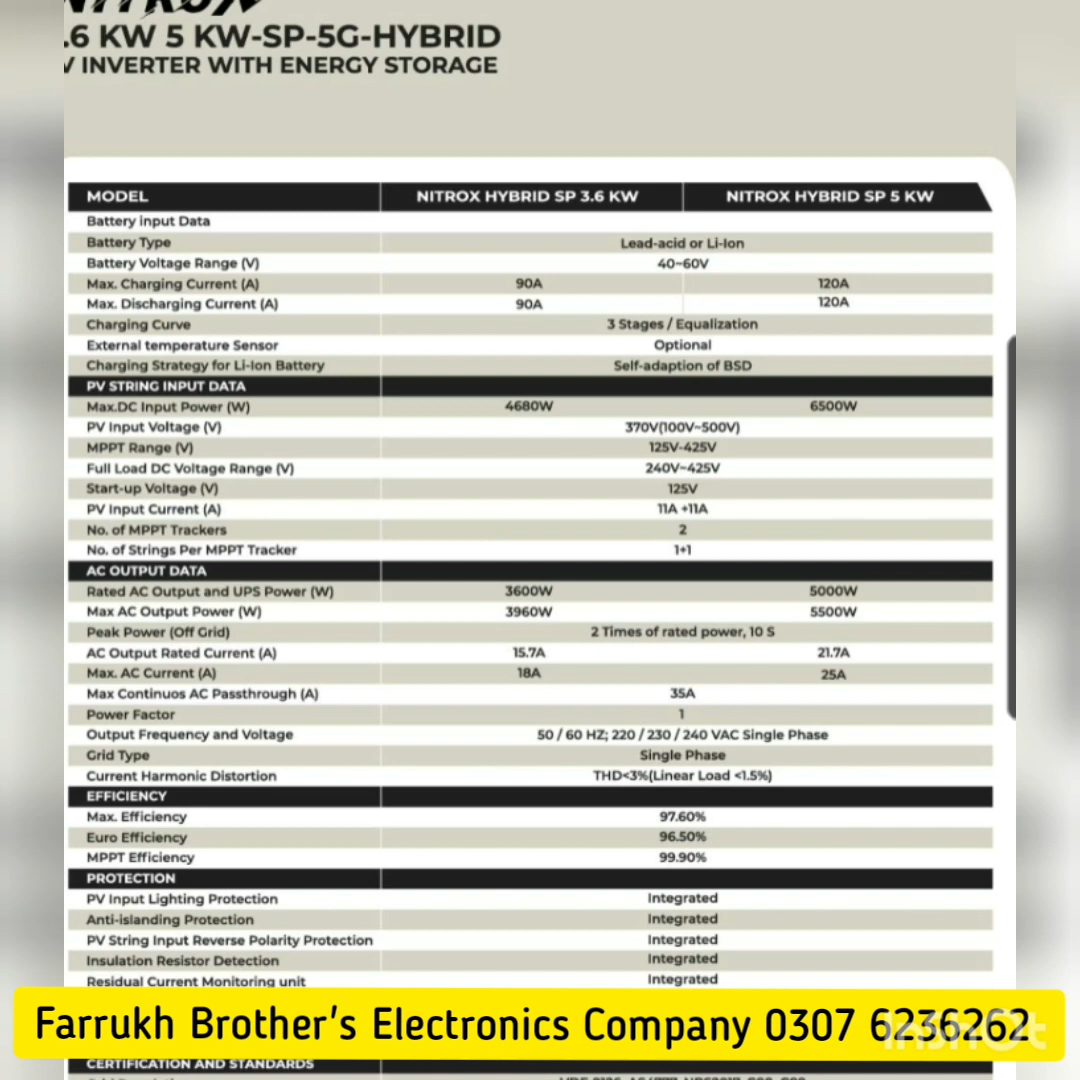 NITROX
.6 KW 5 KW-SP-5G-HYBRID
V INVERTER WITH ENERGY STORAGE
MODEL NITROX HYBRID SP 3.6 KW NITROX HYBRID SP 5 KW
Battery input Data
Battery Type Lead-acid or Li-Ion
Battery Voltage Range (V) 40~60V
Max. Charging Current (A) 90A 120A
Max. Discharging Current (A) 90A 120A
Charging Curve 3 Stages / Equalization
External temperature Sensor Optional
Charging Strategy for Li-Ion Battery Self-adaption of BSD
PV STRING INPUT DATA
Max.DC Input Power (W) 4680W 6500W
PV Input Voltage (V) 370V(100V~500V)
MPPT Range (V) 125V-425V
Full Load DC Voltage Range (V) 240V~425V
Start-up Voltage (V) 125V
PV Input Current (A) 11A +11A
No. of MPPT Trackers 2
No. of Strings Per MPPT Tracker 1+1
AC OUTPUT DATA
Rated AC Output and UPS Power (W) 3600W 5000W
Max AC Output Power (W) 3960W 5500W
Peak Power (Off Grid) 2 Times of rated power, 10 S
AC Output Rated Current (A) 15.7A 21.7A
Max. AC Current (A) 18A 25A
Max Continuos AC Passthrough (A) 35A
Power Factor 1
Output Frequency and Voltage 50 / 60 HZ; 220 / 230 / 240 VAC Single Phase
Grid Type Single Phase
Current Harmonic Distortion THD<3%(Linear Load <1.5%)
EFFICIENCY
Max. Efficiency 97.60%
Euro Efficiency 96.50%
MPPT Efficiency 99.90%
PROTECTION
PV Input Lighting Protection Integrated
Anti-islanding Protection Integrated
PV String Input Reverse Polarity Protection Integrated
Insulation Resistor Detection Integrated
Residual Current Monitoring unit Integrated
Farrukh Brother's Electronics Company 0307 6236262
InShOt
CERTIFICATION AND STANDARDS